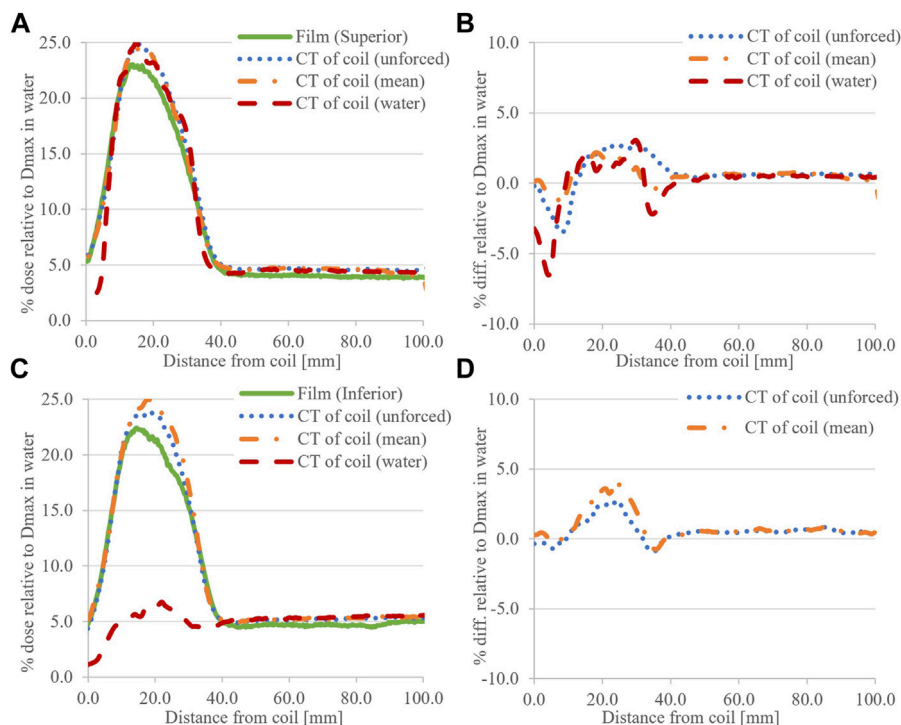 A
% dose relative to Dmax in water
25.0
20.0
15.0
10.0
5.0
0.0
0.0 20.0 40.0 60.0 80.0 100.0
Distance from coil [mm]
Film (Superior)
CT of coil (unforced)
CT of coil (mean)
CT of coil (water)
B
% diff. relative to Dmax in water
10.0
5.0
0.0
-5.0
-10.0
0.0 20.0 40.0 60.0 80.0 100.0
Distance from coil [mm]
CT of coil (unforced)
CT of coil (mean)
CT of coil (water)
C
% dose relative to Dmax in water
25.0
20.0
15.0
10.0
5.0
0.0
0.0 20.0 40.0 60.0 80.0 100.0
Distance from coil [mm]
Film (Inferior)
CT of coil (unforced)
CT of coil (mean)
CT of coil (water)
D
% diff. relative to Dmax in water
10.0
5.0
0.0
-5.0
-10.0
0.0 20.0 40.0 60.0 80.0 100.0
Distance from coil [mm]
CT of coil (unforced)
CT of coil (mean)